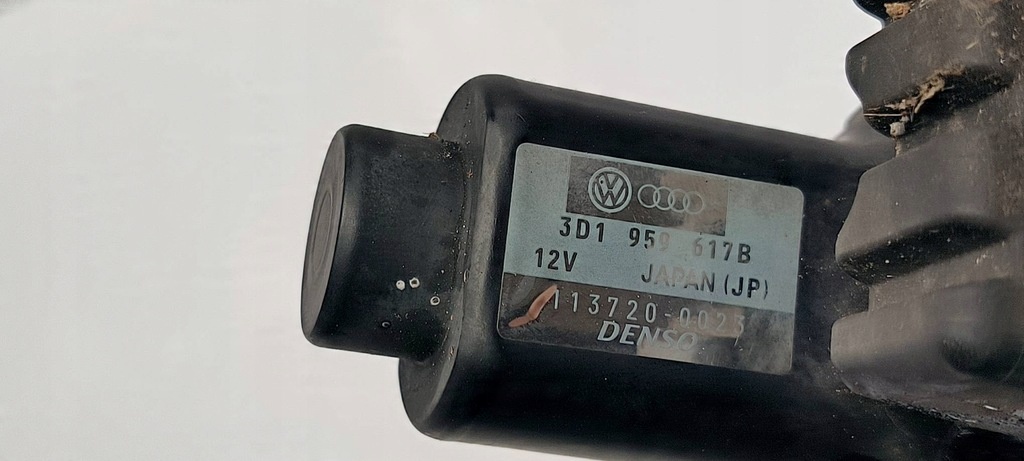 3D1 959 617B
12V JAPAN (JP)
113720-0023
DENSO